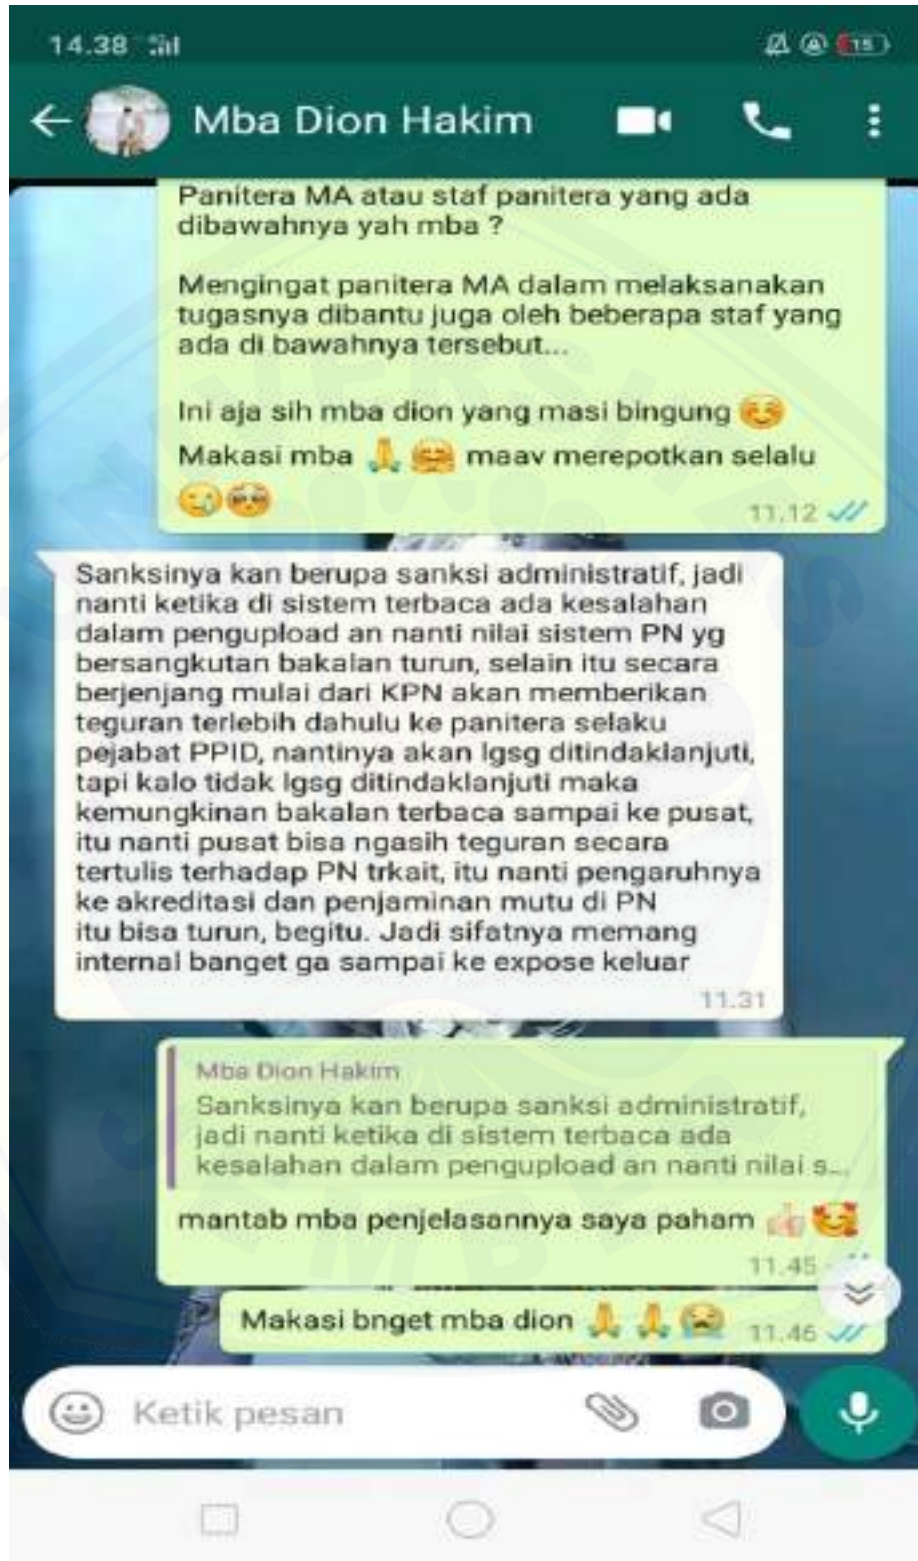 14.38
15
Mba Dion Hakim
Panitera MA atau staf panitera yang ada
dibawahnya yah mba ?
Mengingat panitera MA dalam melaksanakan
tugasnya dibantu juga oleh beberapa staf yang
ada di bawahnya tersebut...
Ini aja sih mba dion yang masi bingung ☺️
Makasi mba 🙏 🤗 maav merepotkan selalu
😢🥺
11.12
Sanksinya kan berupa sanksi administratif, jadi
nanti ketika di sistem terbaca ada kesalahan
dalam pengupload an nanti nilai sistem PN yg
bersangkutan bakalan turun, selain itu secara
berjenjang mulai dari KPN akan memberikan
teguran terlebih dahulu ke panitera selaku
pejabat PPID, nantinya akan lgsg ditindaklanjuti,
tapi kalo tidak lgsg ditindaklanjuti maka
kemungkinan bakalan terbaca sampai ke pusat,
itu nanti pusat bisa ngasih teguran secara
tertulis terhadap PN trkait, itu nanti pengaruhnya
ke akreditasi dan penjaminan mutu di PN
itu bisa turun, begitu. Jadi sifatnya memang
internal banget ga sampai ke expose keluar
11.31
Mba Dion Hakim
Sanksinya kan berupa sanksi administratif,
jadi nanti ketika di sistem terbaca ada
kesalahan dalam pengupload an nanti nilai s...
mantab mba penjelasannya saya paham 👍🥰
11.45
Makasi bnget mba dion 🙏 🙏 😭
11.46
Ketik pesan